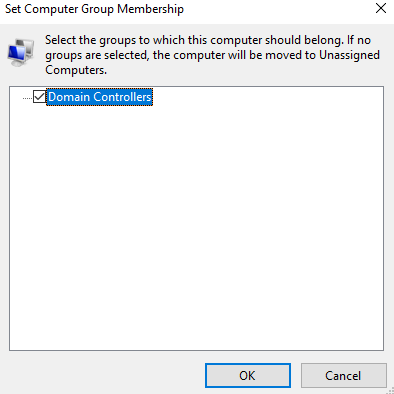 Set Computer Group Membership
Select the groups to which this computer should belong. If no
groups are selected, the computer will be moved to Unassigned
Computers.
Domain Controllers
OK
Cancel